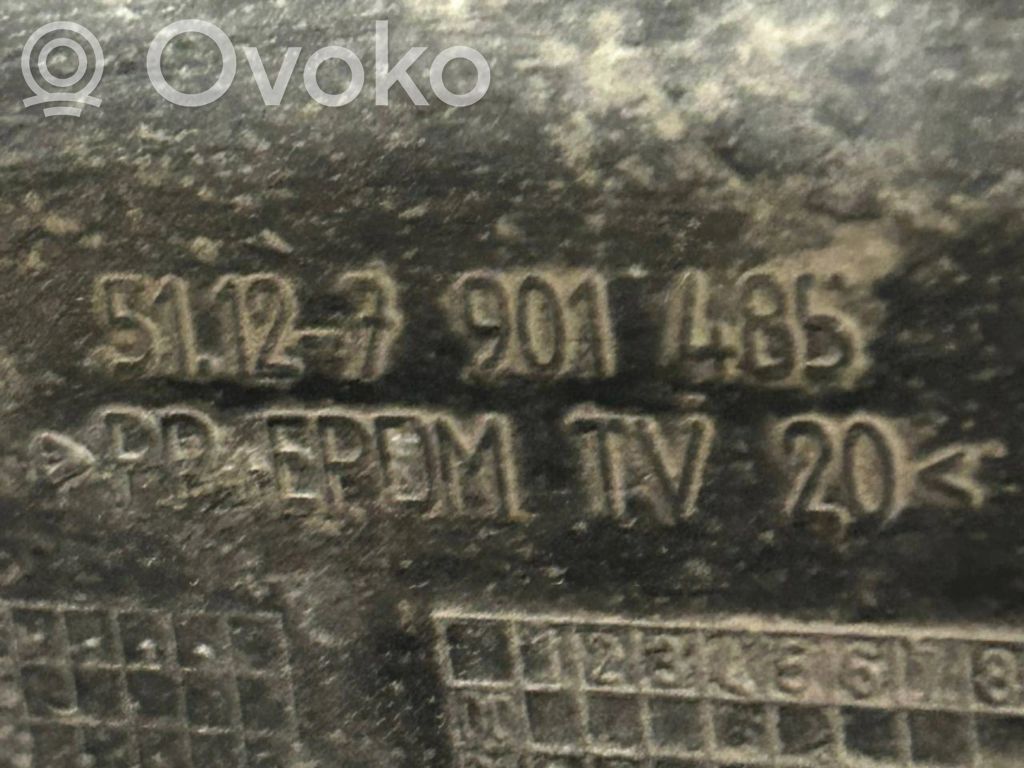 Ovoko
51.12-7 901 485
>PP EPDM TV 20<
1 2 3 4 5 6 7 8